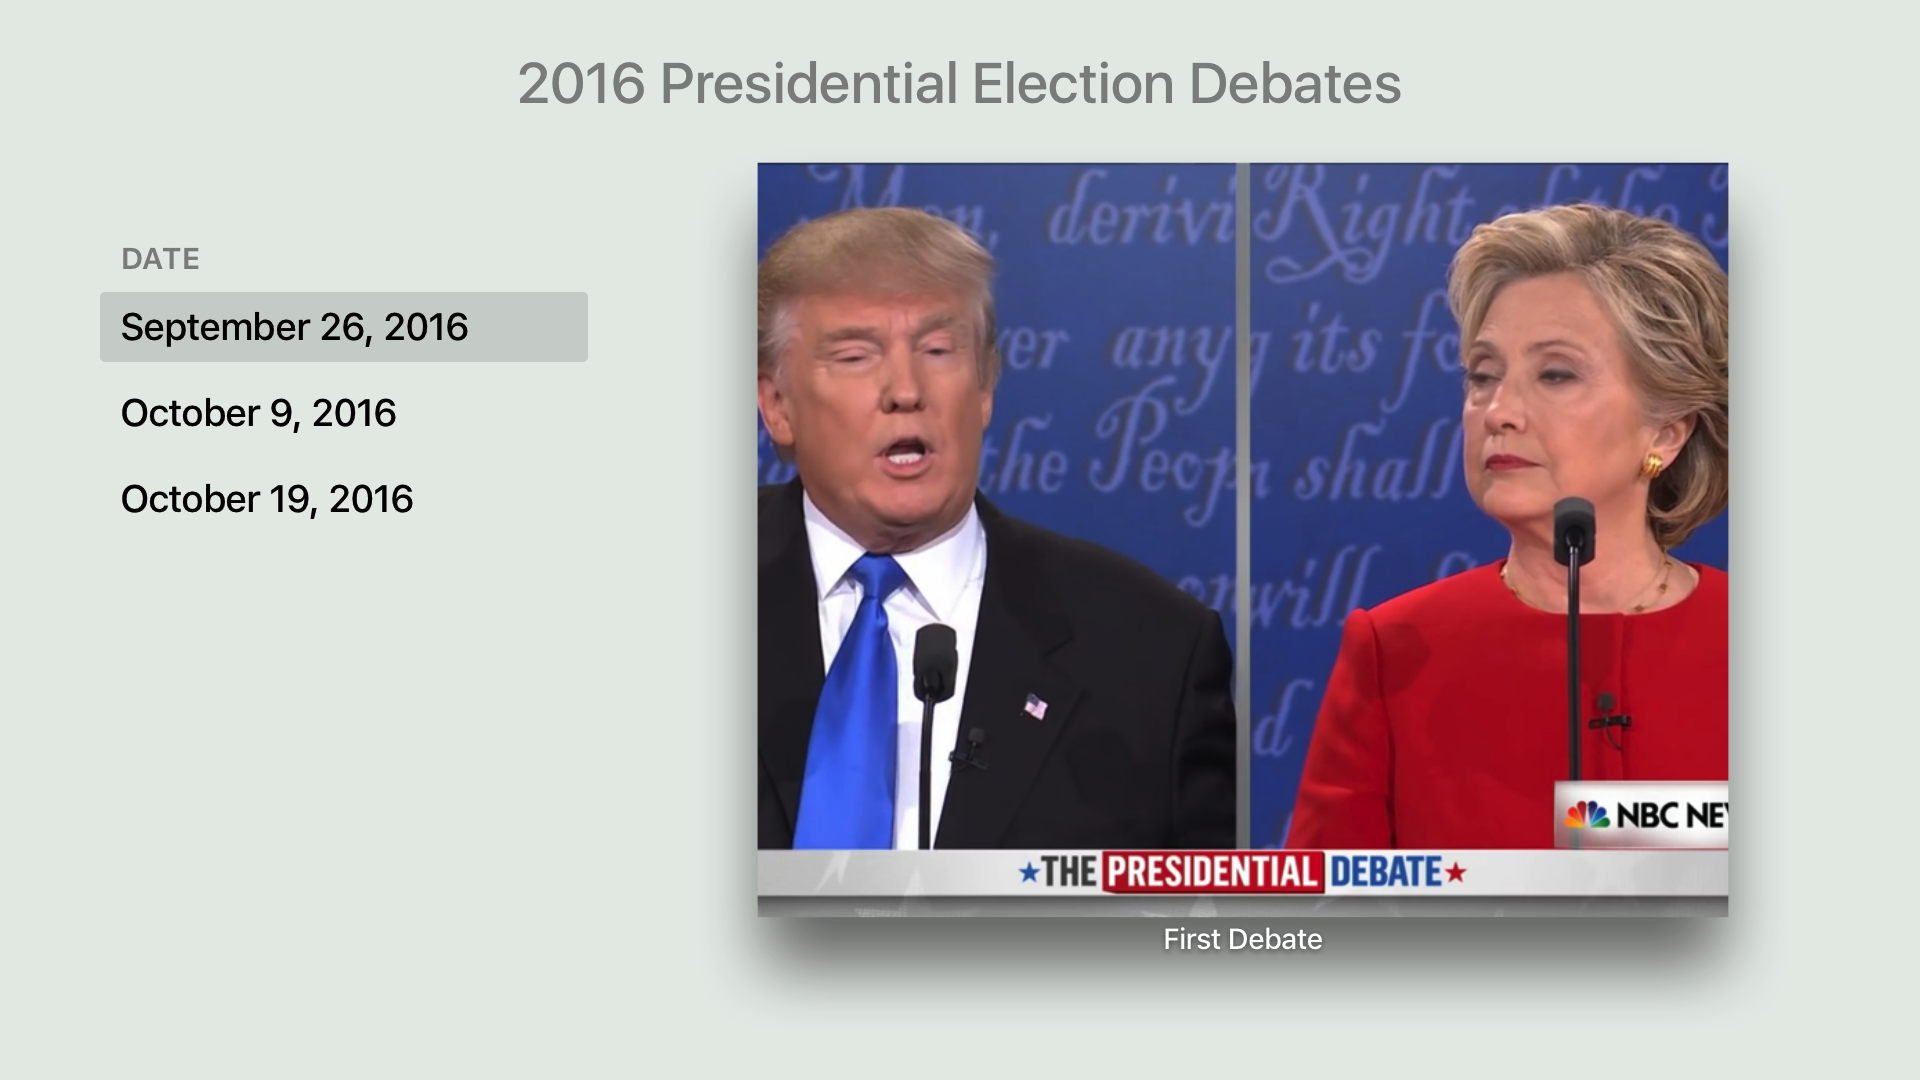 2016 Presidential Election Debates
DATE
September 26, 2016
October 9, 2016
October 19, 2016
Men, derivi
Right of the
ver any
its fo
the Peop
shall
will
d
NBC NEW
★THE PRESIDENTIAL DEBATE★
First Debate